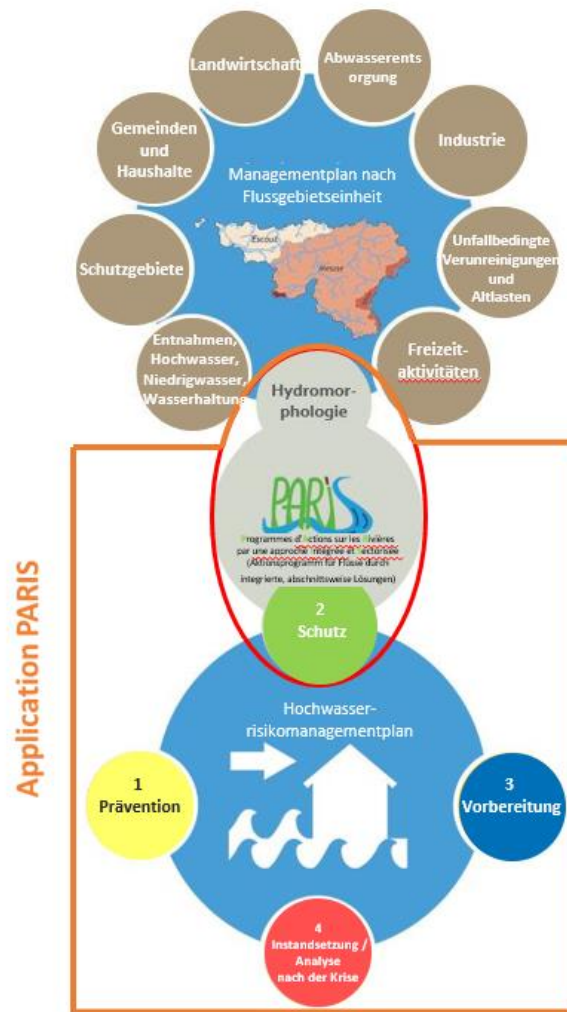 Landwirtschaft
Abwasserents
orgung
Gemeinden
und
Haushalte
Industrie
Managementplan nach
Flussgebietseinheit
Escaut
Meuse
Schutzgebiete
Unfallbedingte
Verunreinigungen
und
Altlasten
Entnahmen,
Hochwasser,
Niedrigwasser,
Wasserhaltung
Freizeit-
aktivitäten
Hydromor-
phologie
PARiS
Programmes d'Actions sur les Rivières
par une approche Intégrée et Sectorisée
(Aktionsprogramm für Flüsse durch
integrierte, abschnittsweise Lösungen)
2
Schutz
Application PARIS
Hochwasser-
risikomanagementplan
1
Prävention
3
Vorbereitung
4
Instandsetzung /
Analyse
nach der Krise